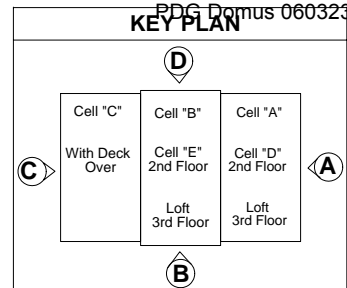 PDG Domus 060323
KEY PLAN
D
Cell "C"
With Deck
Over
Cell "B"
Cell "E"
2nd Floor
Loft
3rd Floor
Cell "A"
Cell "D"
2nd Floor
Loft
3rd Floor
C
A
B